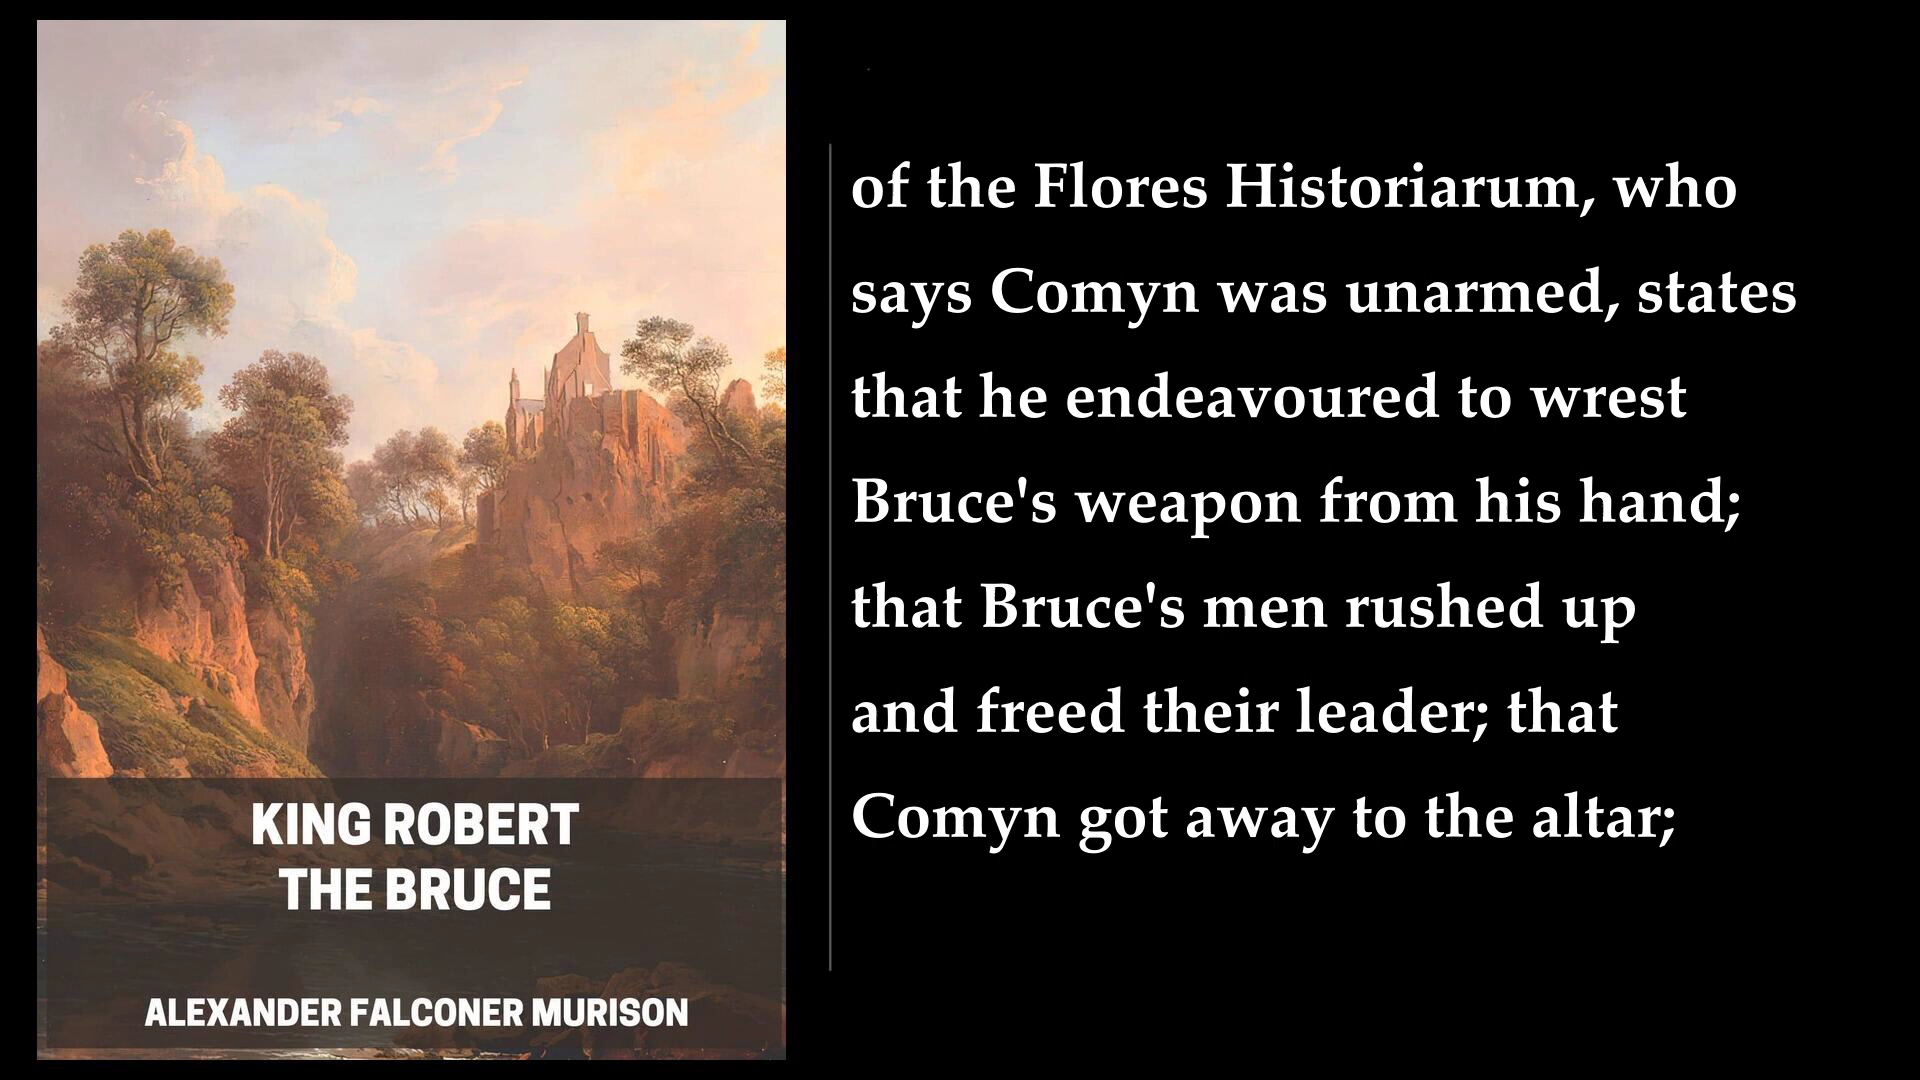 KING ROBERT
THE BRUCE
ALEXANDER FALCONER MURISON
of the Flores Historiarum, who
says Comyn was unarmed, states
that he endeavoured to wrest
Bruce's weapon from his hand;
that Bruce's men rushed up
and freed their leader; that
Comyn got away to the altar;